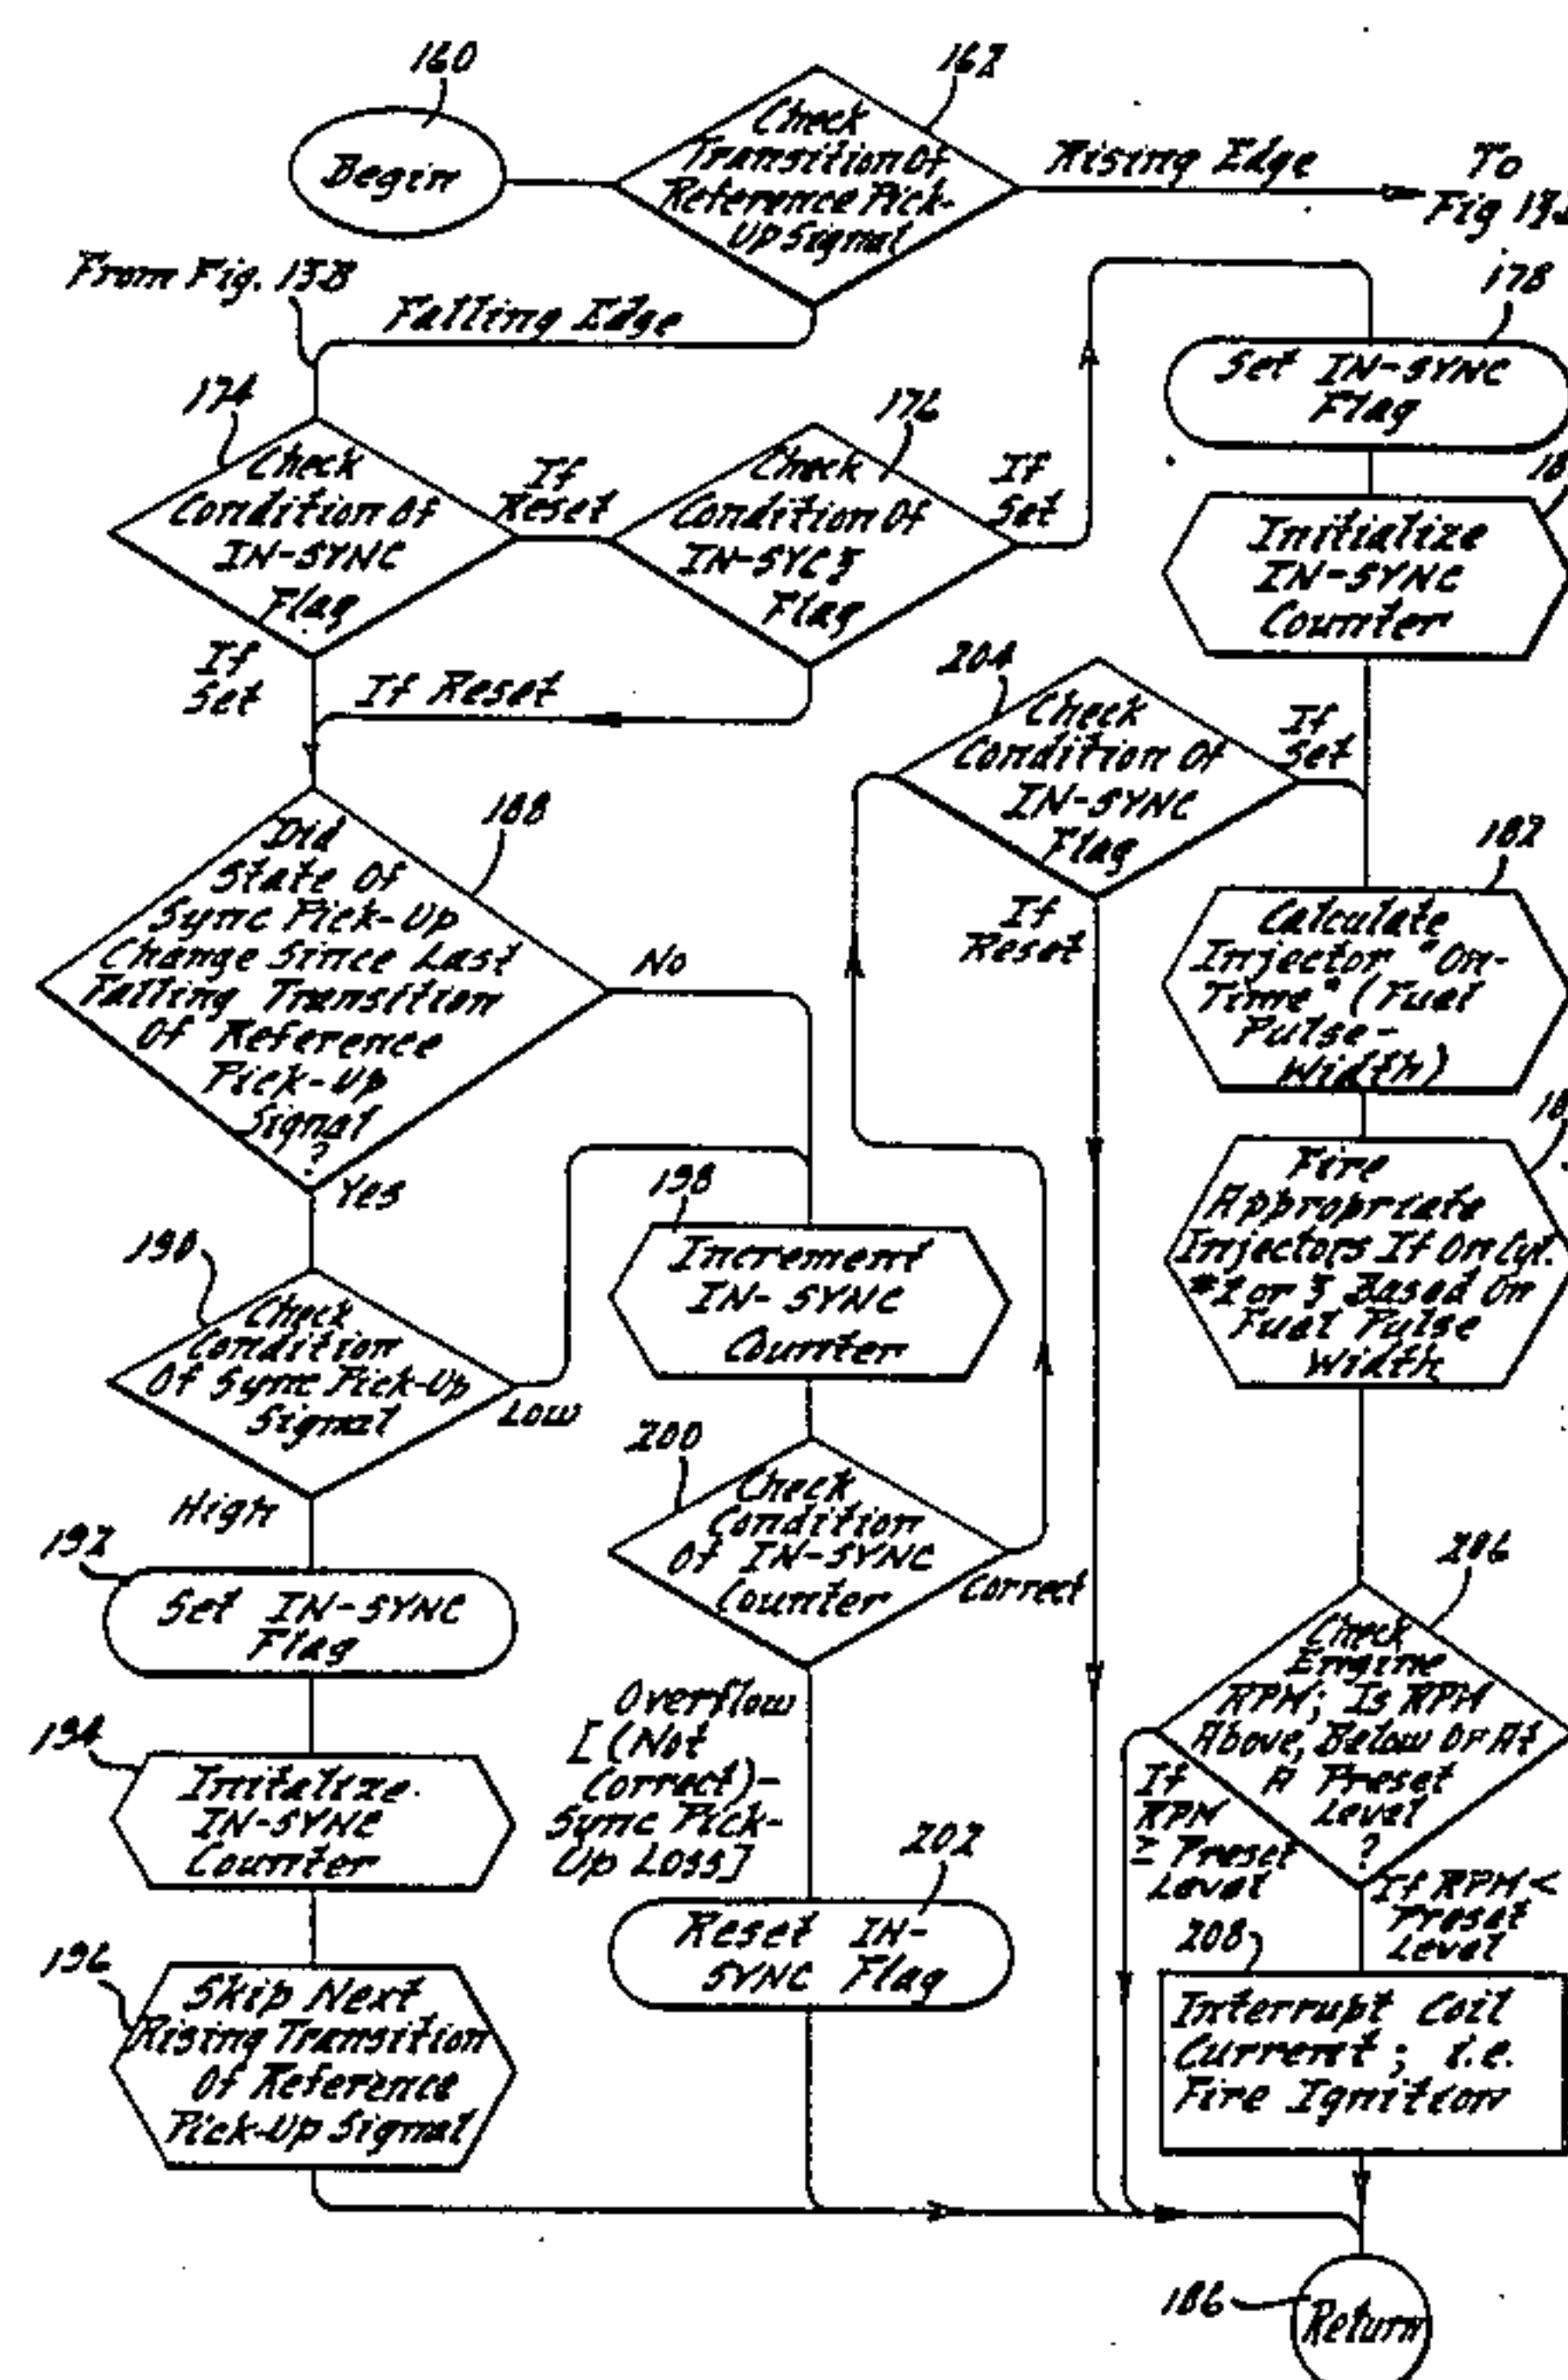 160
Begin
162
Check
Transition Of
Reference Pick-
Up Signal
Rising Edge
To
Fig 13
From Fig. 13B
Falling Edge
174
Check
Condition Of
IN-SYNC
Flag
If
Reset
176
Check
Condition Of
IN-SYC3
Flag
If
Set
178
Set IN-SYNC
Flag
18
Initialize
IN-SYNC
Counter
If
Set
If Reset
204
Check
Condition Of
IN-SYNC
Flag
If
Set
If
Reset
188
Did
State Of
Sync Pick-Up
Change Since Last
Falling Transition
Of Reference
Pick-Up
Signal
?
No
Yes
182
Calculate
Injector "On-
Time" (Fuel
Pulse-
Width)
18
Fire
Appropriate
Injectors If On Cyl.
#1 or 3 Based On
Fuel Pulse
Width
190
Check
Condition
Of Sync Pick-Up
Signal
Low
High
198
Increment
IN-SYNC
Counter
200
Check
Condition
Of IN-SYNC
Counter
Correct
192
Set IN-SYNC
Flag
194
Initalize
IN-SYNC
Counter
196
Skip Next
Rising Transition
Of Reference
Pick-Up Signal
Overflow
[(Not
Correct)-
Sync Pick-
Up Loss]
202
Reset IN-
SYNC Flag
206
Check
Engine
RPM; Is RPM
Above, Below Or At
A Preset
Level
?
If
RPM
≥ Preset
Level
If RPM <
Preset
Level
208
Interrupt Coil
Current; i.e.
Fire Ignition
186
Return